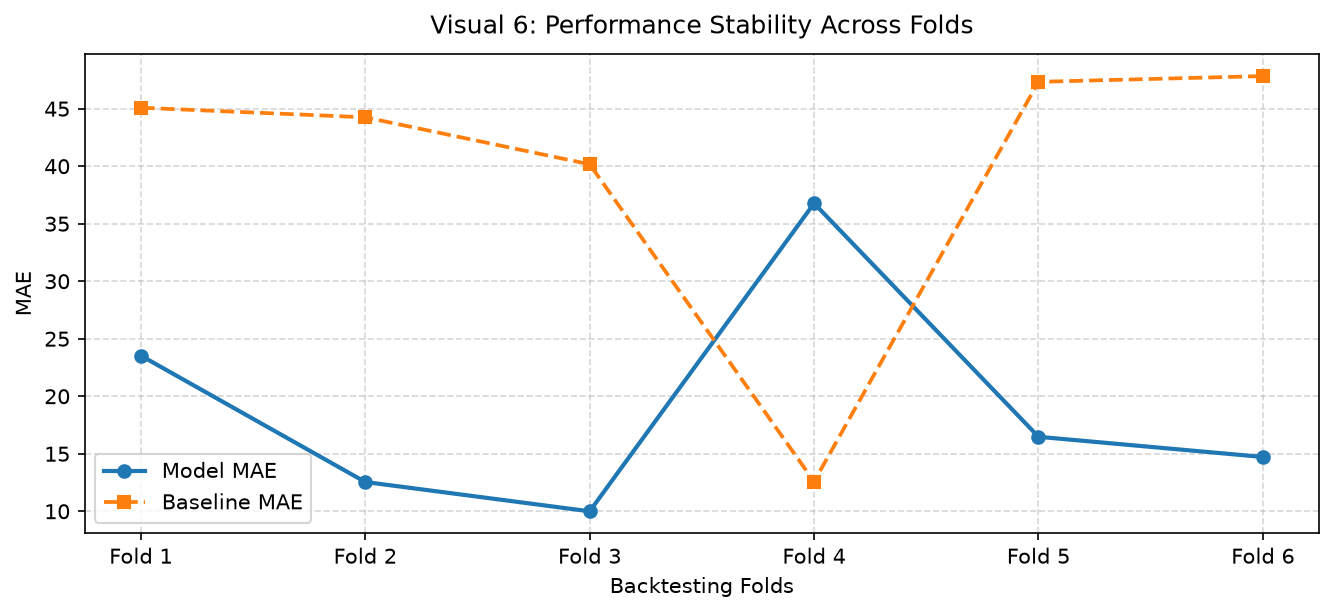 Visual 6: Performance Stability Across Folds
MAE
45
40
35
30
25
20
15
10
Model MAE
Baseline MAE
Fold 1 Fold 2 Fold 3 Fold 4 Fold 5 Fold 6
Backtesting Folds